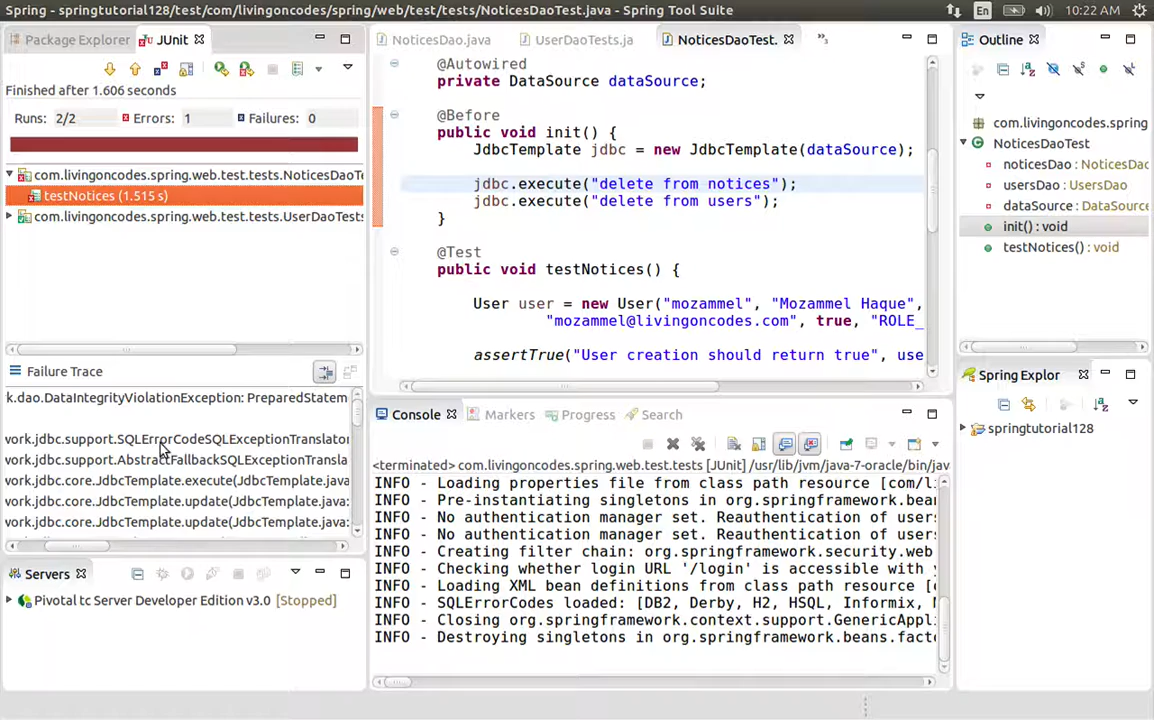 Spring - springtutorial128/test/com/livingoncodes/spring/web/test/tests/NoticesDaoTest.java - Spring Tool Suite
En
10:22 AM
Package Explorer
JUnit
Finished after 1.606 seconds
Runs: 2/2
Errors: 1
Failures: 0
com.livingoncodes.spring.web.test.tests.NoticesDaoT
testNotices (1.515 s)
com.livingoncodes.spring.web.test.tests.UserDaoTests
Failure Trace
k.dao.DataIntegrityViolationException: PreparedStatem
vork.jdbc.support.SQLErrorCodeSQLExceptionTranslator
vork.jdbc.support.AbstractFallbackSQLExceptionTransla
vork.jdbc.core.JdbcTemplate.execute(JdbcTemplate.java
vork.jdbc.core.JdbcTemplate.update(JdbcTemplate.java:
vork.jdbc.core.JdbcTemplate.update(JdbcTemplate.java:
Servers
Pivotal tc Server Developer Edition v3.0 [Stopped]
NoticesDao.java
UserDaoTests.ja
NoticesDaoTest.
@Autowired
private DataSource dataSource;
@Before
public void init() {
JdbcTemplate jdbc = new JdbcTemplate(dataSource);
jdbc.execute("delete from notices");
jdbc.execute("delete from users");
}
@Test
public void testNotices() {
User user = new User("mozammel", "Mozammel Haque",
"mozammel@livingoncodes.com", true, "ROLE_
assertTrue("User creation should return true", use
Console
Markers
Progress
Search
<terminated> com.livingoncodes.spring.web.test.tests [JUnit] /usr/lib/jvm/java-7-oracle/bin/jav
INFO - Loading properties file from class path resource [com/li
INFO - Pre-instantiating singletons in org.springframework.bean
INFO - No authentication manager set. Reauthentication of users
INFO - No authentication manager set. Reauthentication of users
INFO - Creating filter chain: org.springframework.security.web
INFO - Checking whether login URL '/login' is accessible with y
INFO - Loading XML bean definitions from class path resource [c
INFO - SQLErrorCodes loaded: [DB2, Derby, H2, HSQL, Informix, M
INFO - Closing org.springframework.context.support.GenericAppli
INFO - Destroying singletons in org.springframework.beans.facto
Outline
com.livingoncodes.spring
NoticesDaoTest
noticesDao : NoticesDa
usersDao : UsersDao
dataSource : DataSource
init() : void
testNotices() : void
Spring Explor
springtutorial128